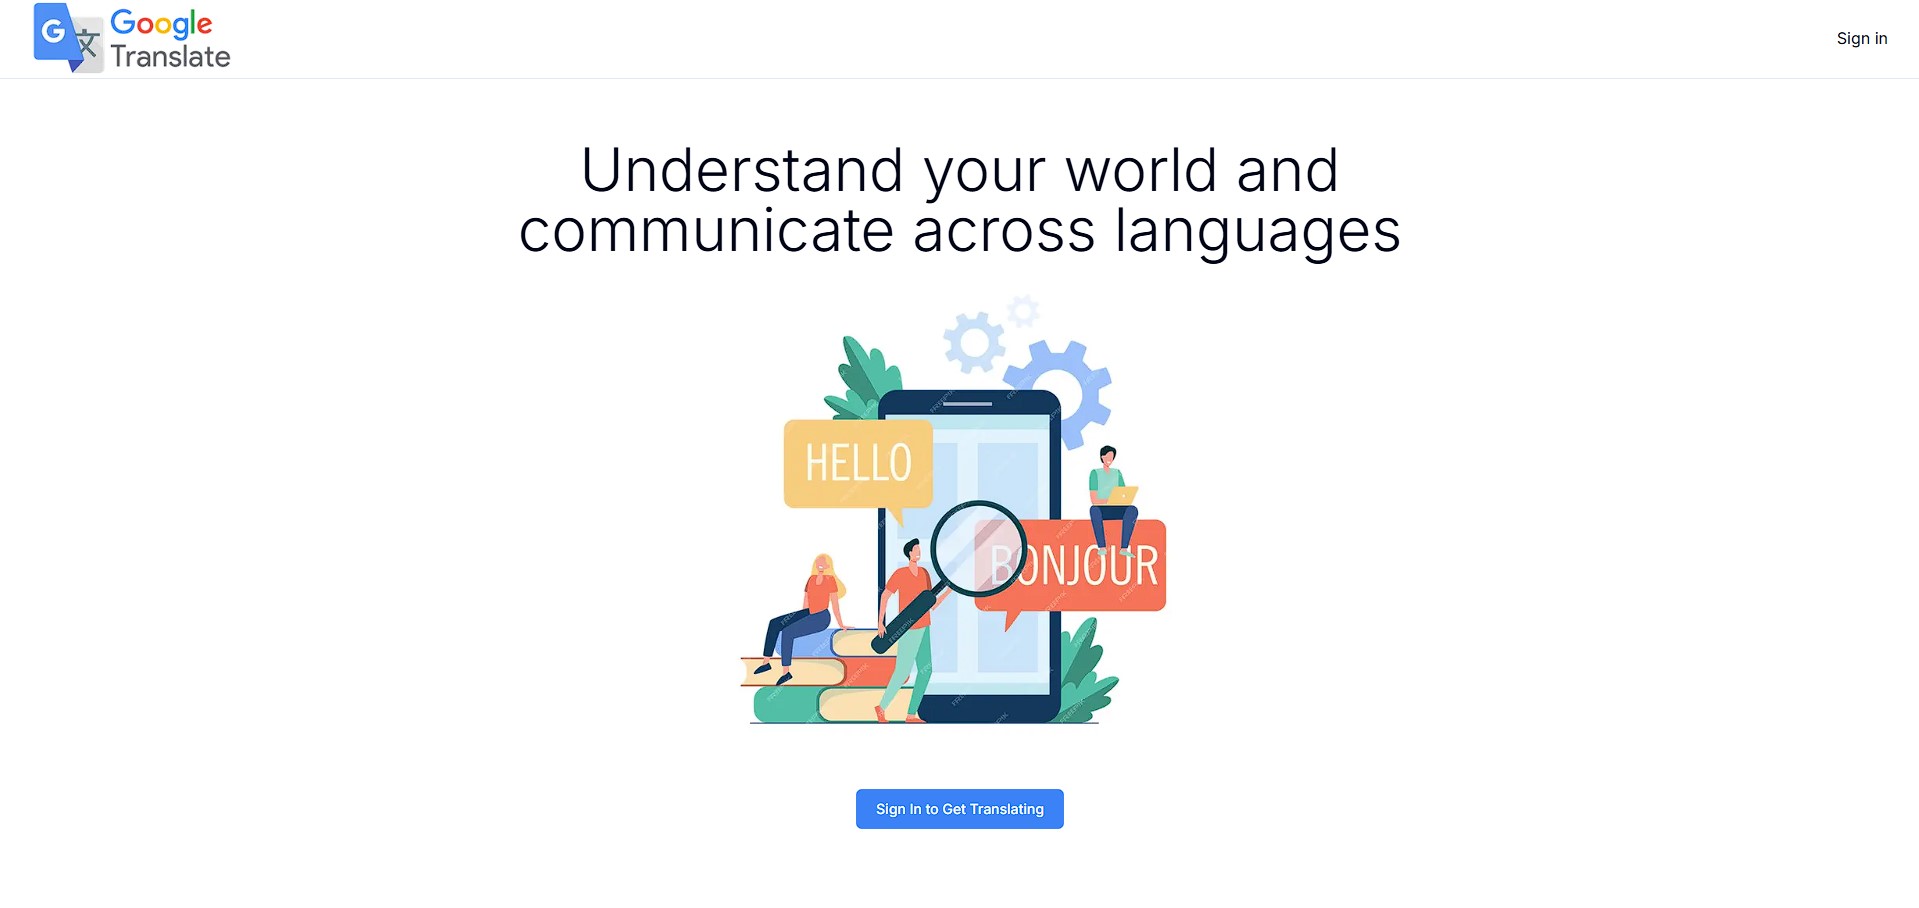 G 文
Google
Translate
Sign in
Understand your world and
communicate across languages
HELLO
BONJOUR
Sign In to Get Translating